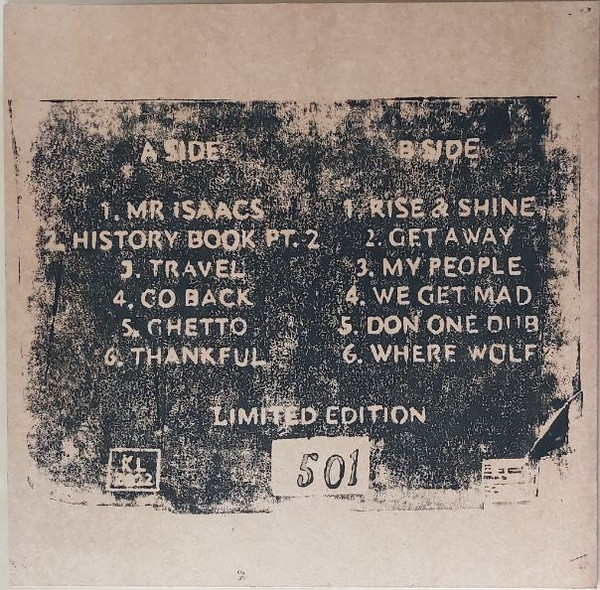 A SIDE
1. MR ISAACS
2. HISTORY BOOK PT. 2
3. TRAVEL
4. GO BACK
5. GHETTO
6. THANKFUL
B SIDE
1. RISE & SHINE
2. GET AWAY
3. MY PEOPLE
4. WE GET MAD
5. DON ONE DUB
6. WHERE WOLF
LIMITED EDITION
501
KL
2022